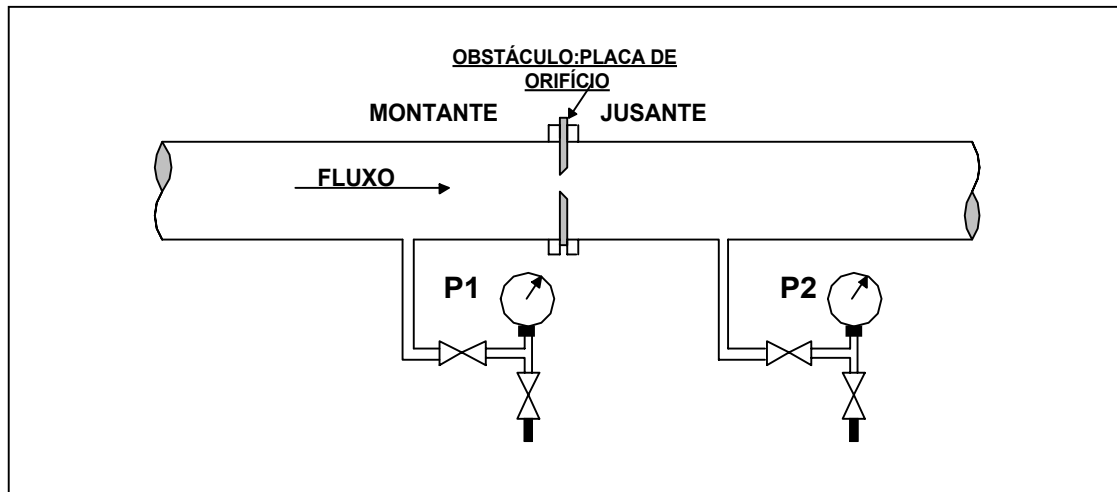 OBSTÁCULO:PLACA DE
ORIFÍCIO
MONTANTE
JUSANTE
FLUXO
P1
P2